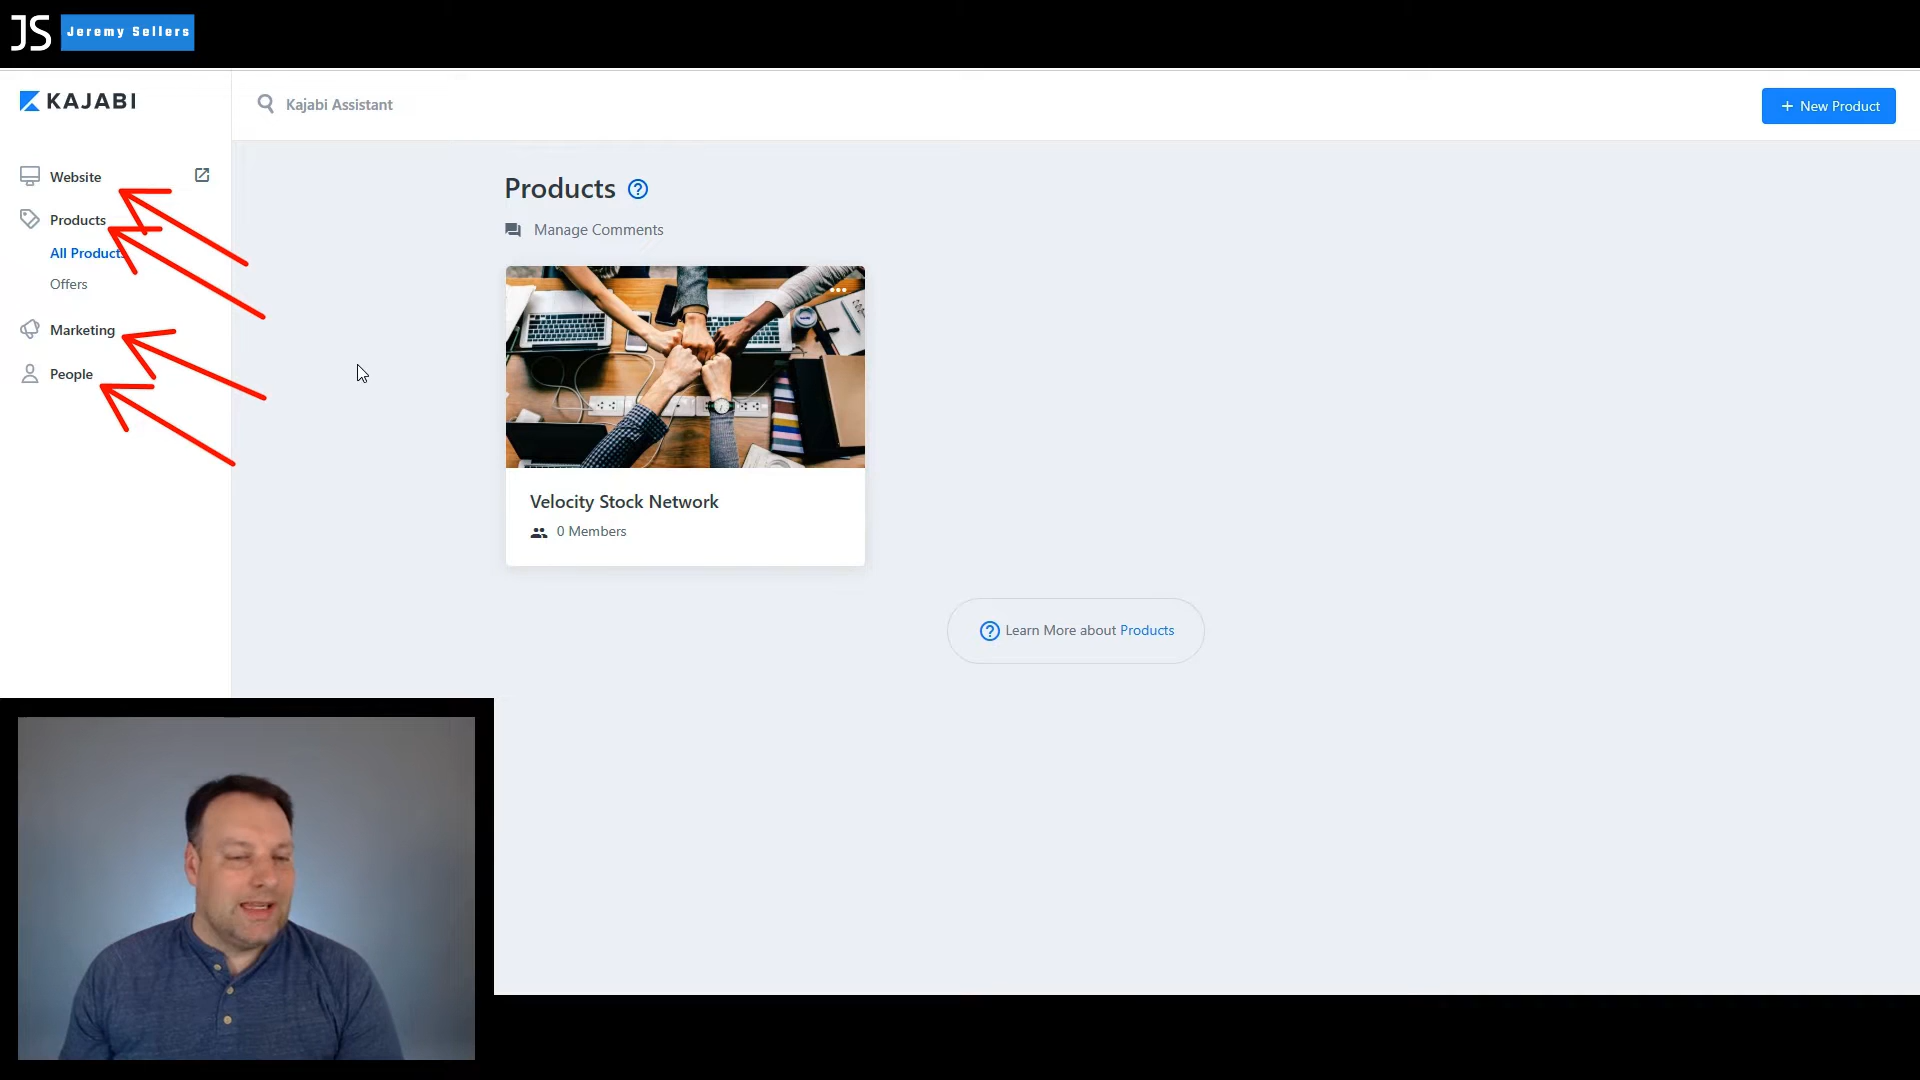 JS Jeremy Sellers
KAJABI
Kajabi Assistant
+ New Product
Website
Products
All Products
Offers
Marketing
People
Products ?
Manage Comments
Velocity Stock Network
0 Members
? Learn More about Products